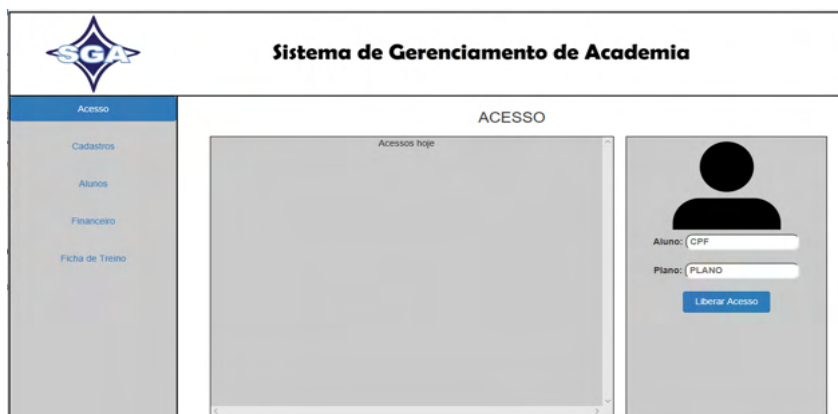 SGA
Sistema de Gerenciamento de Academia
Acesso
Cadastros
Alunos
Financeiro
Ficha de Treino
ACESSO
Acessos hoje
Aluno: CPF
Plano: PLANO
Liberar Acesso